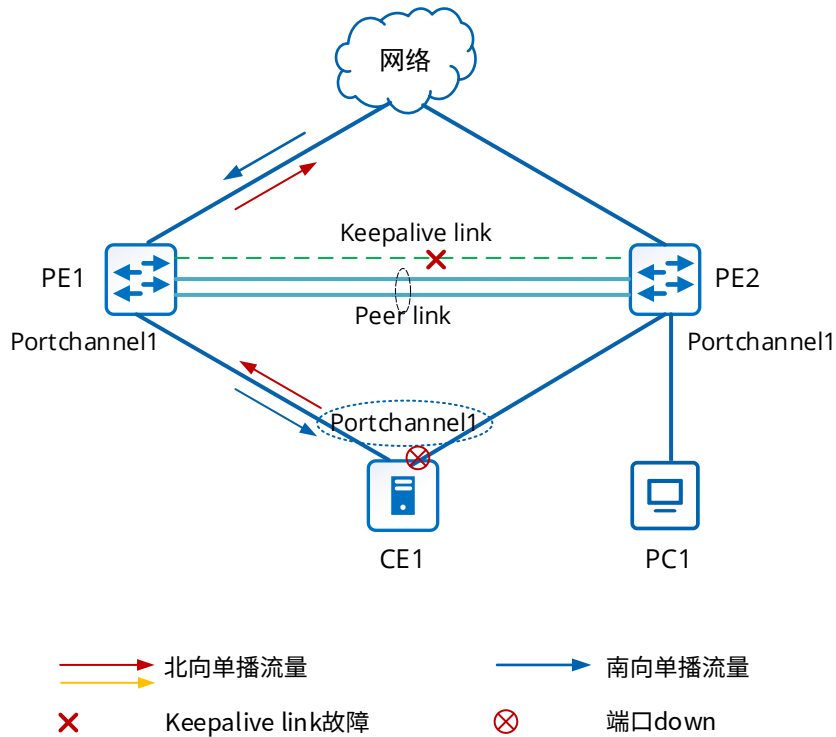 网络
Keepalive link
PE1
PE2
Peer link
Portchannel1
Portchannel1
Portchannel1
CE1
PC1
北向单播流量
南向单播流量
Keepalive link故障
端口down